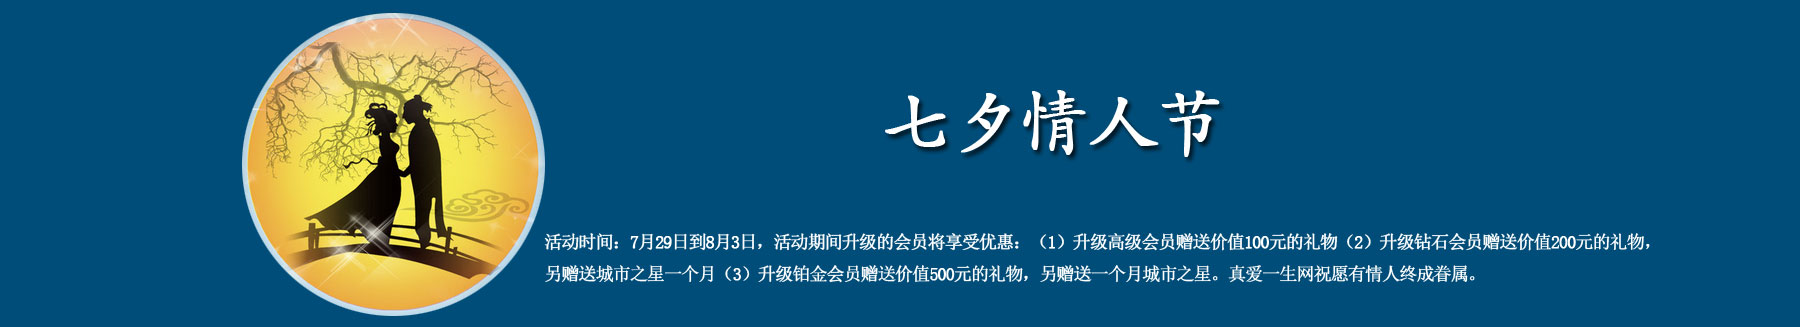 七夕情人节
活动时间：7月29日到8月3日，活动期间升级的会员将享受优惠：（1）升级高级会员赠送价值100元的礼物（2）升级钻石会员赠送价值200元的礼物，
另赠送城市之星一个月（3）升级铂金会员赠送价值500元的礼物，另赠送一个月城市之星。真爱一生网祝愿有情人终成眷属。